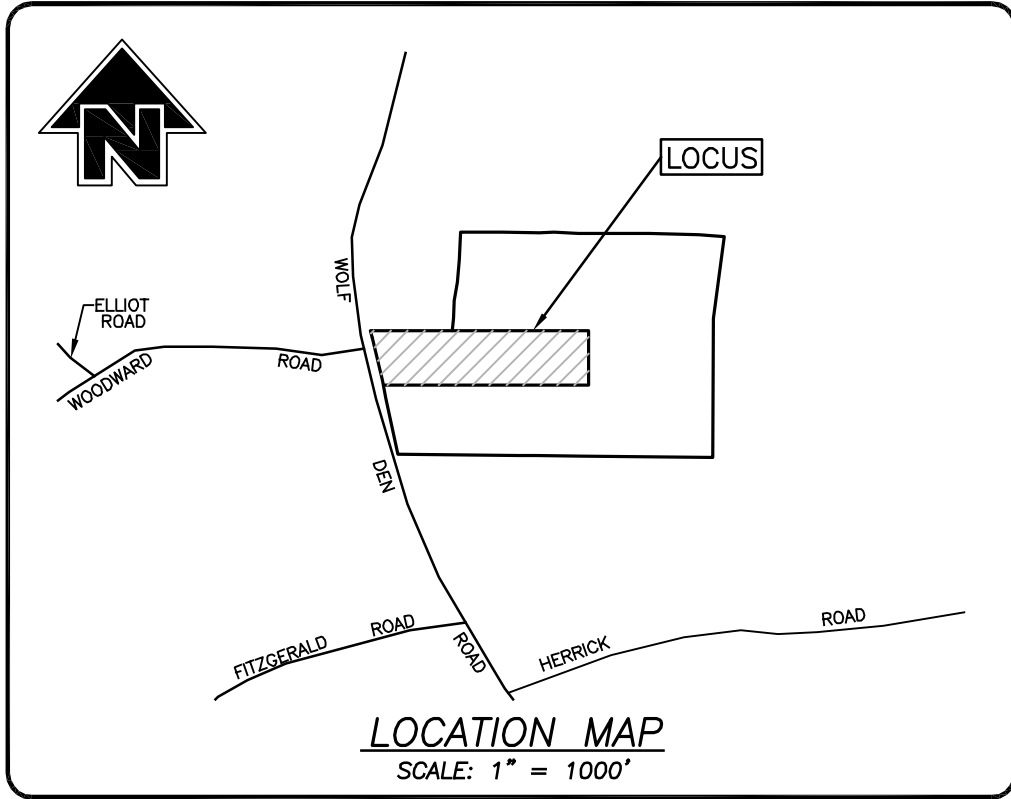 N
LOCUS
WOLF
ELLIOT
ROAD
WOODWARD
ROAD
DEN
FITZGERALD
ROAD
ROAD
HERRICK
ROAD
LOCATION MAP
SCALE: 1" = 1000'